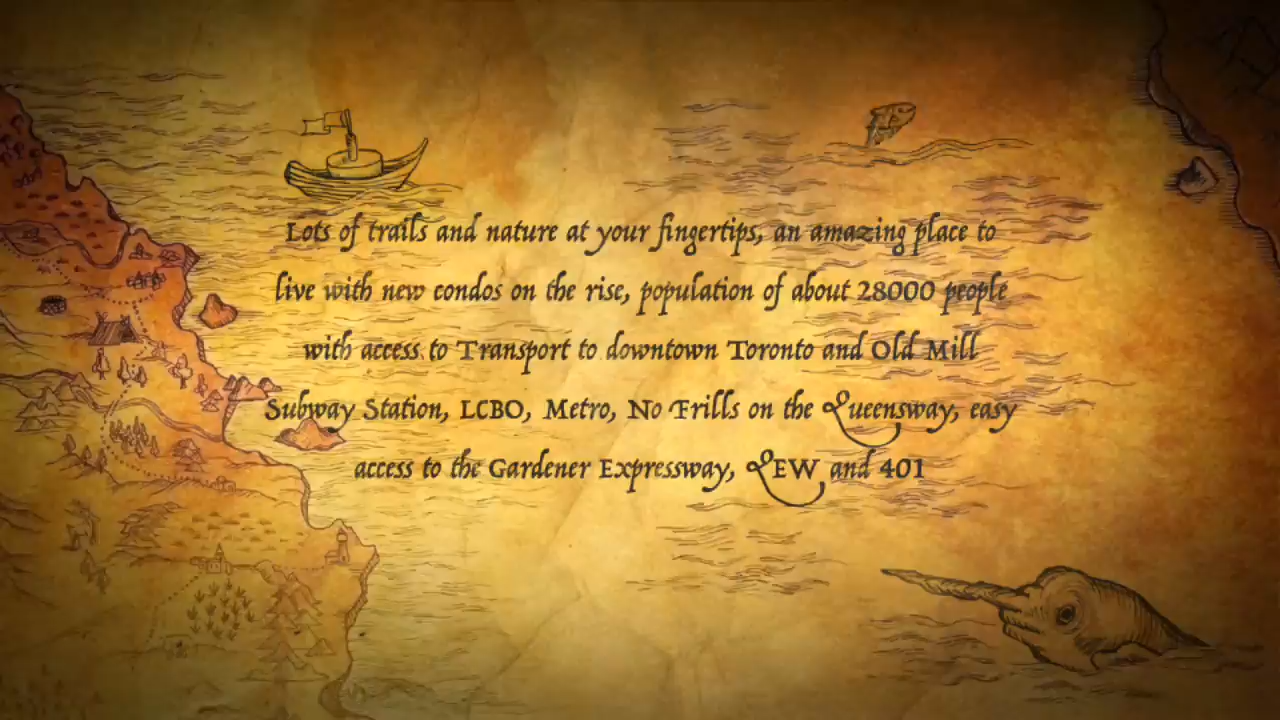 Lots of trails and nature at your fingertips, an amazing place to
live with new condos on the rise, population of about 28000 people
with access to Transport to downtown Toronto and Old Mill
Subway Station, LCBO, Metro, No Frills on the Queensway, easy
access to the Gardener Expressway, QEW and 401